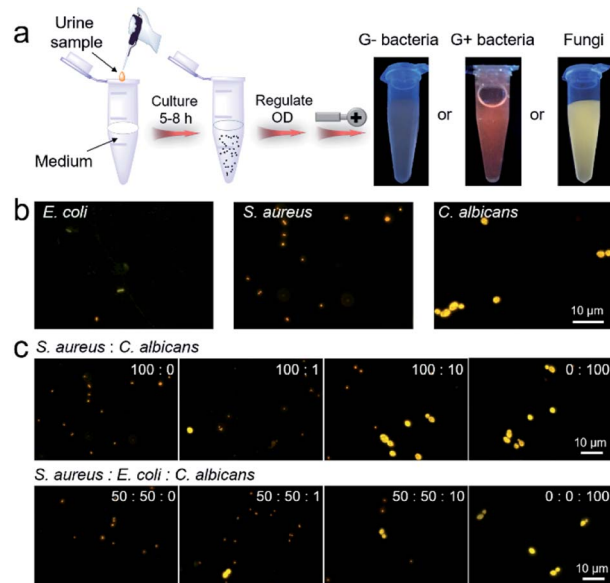 a
Urine
sample
Medium
Culture
5-8 h
Regulate
OD
G- bacteria
or
G+ bacteria
or
Fungi
b
E. coli
S. aureus
C. albicans
10 μm
c
S. aureus : C. albicans
100 : 0
100 : 1
100 : 10
0 : 100
10 μm
S. aureus : E. coli : C. albicans
50 : 50 : 0
50 : 50 : 1
50 : 50 : 10
0 : 0 : 100
10 μm